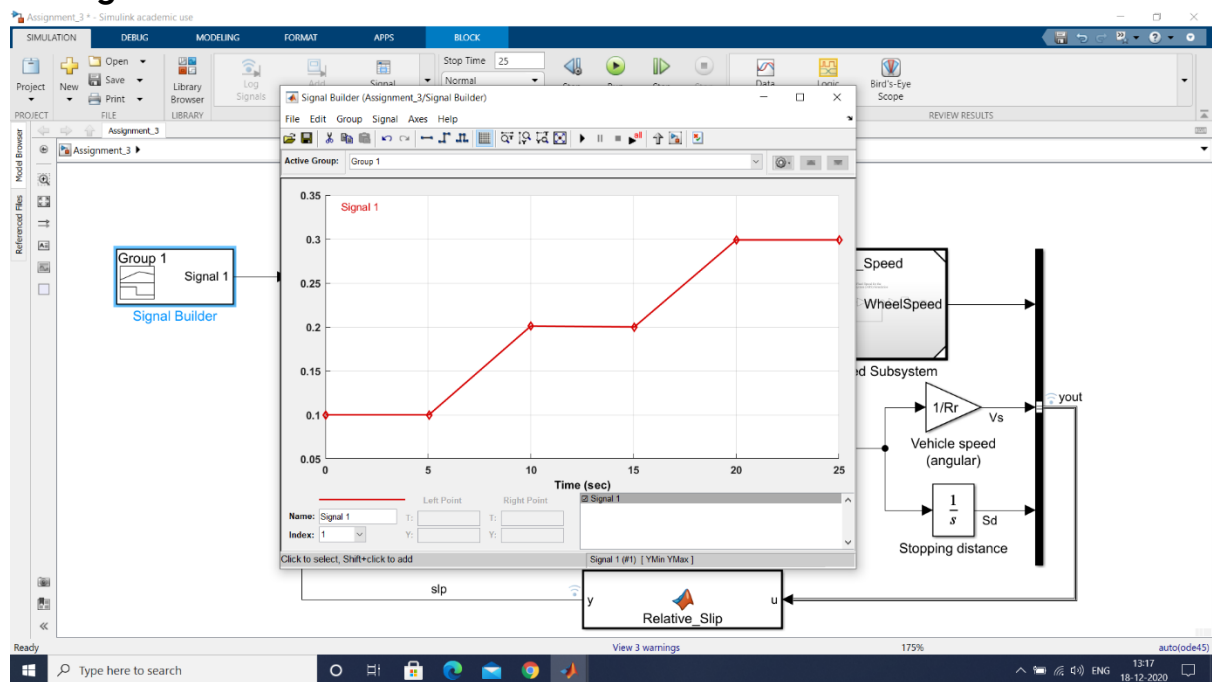 Assignment_3 * - Simulink academic use
SIMULATION DEBUG MODELING FORMAT APPS BLOCK
Project New Open Save Print
Library Browser
Log Signals
Add
Signal
Stop Time 25
Normal
Data
Logic
Bird's-Eye Scope
PROJECT FILE LIBRARY REVIEW RESULTS
Assignment_3
Assignment_3
Model Browser
Referenced Files
Signal Builder (Assignment_3/Signal Builder)
File Edit Group Signal Axes Help
Active Group: Group 1
Signal 1
0.35
0.3
0.25
0.2
0.15
0.1
0.05
0 5 10 15 20 25
Time (sec)
Left Point Right Point
Name: Signal 1 T: T:
Index: 1 Y: Y:
Signal 1
Click to select, Shift+click to add Signal 1 (#1) [ YMin YMax ]
Group 1
Signal 1
Signal Builder
_Speed
WheelSpeed
d Subsystem
1/Rr
Vs
yout
Vehicle speed
(angular)
1
s
Sd
Stopping distance
slp
y u
Relative_Slip
Ready View 3 warnings 175% auto(ode45)
Type here to search
ENG
13:17
18-12-2020